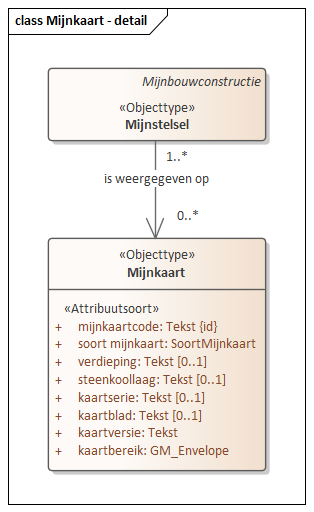 class Mijnkaart - detail
Mijnbouwconstructie
«Objecttype»
Mijnstelsel
1..*
is weergegeven op
0..*
«Objecttype»
Mijnkaart
«Attribuutsoort»
+ mijnkaartcode: Tekst {id}
+ soort mijnkaart: SoortMijnkaart
+ verdieping: Tekst [0..1]
+ steenkoollaag: Tekst [0..1]
+ kaartserie: Tekst [0..1]
+ kaartblad: Tekst [0..1]
+ kaartversie: Tekst
+ kaartbereik: GM_Envelope